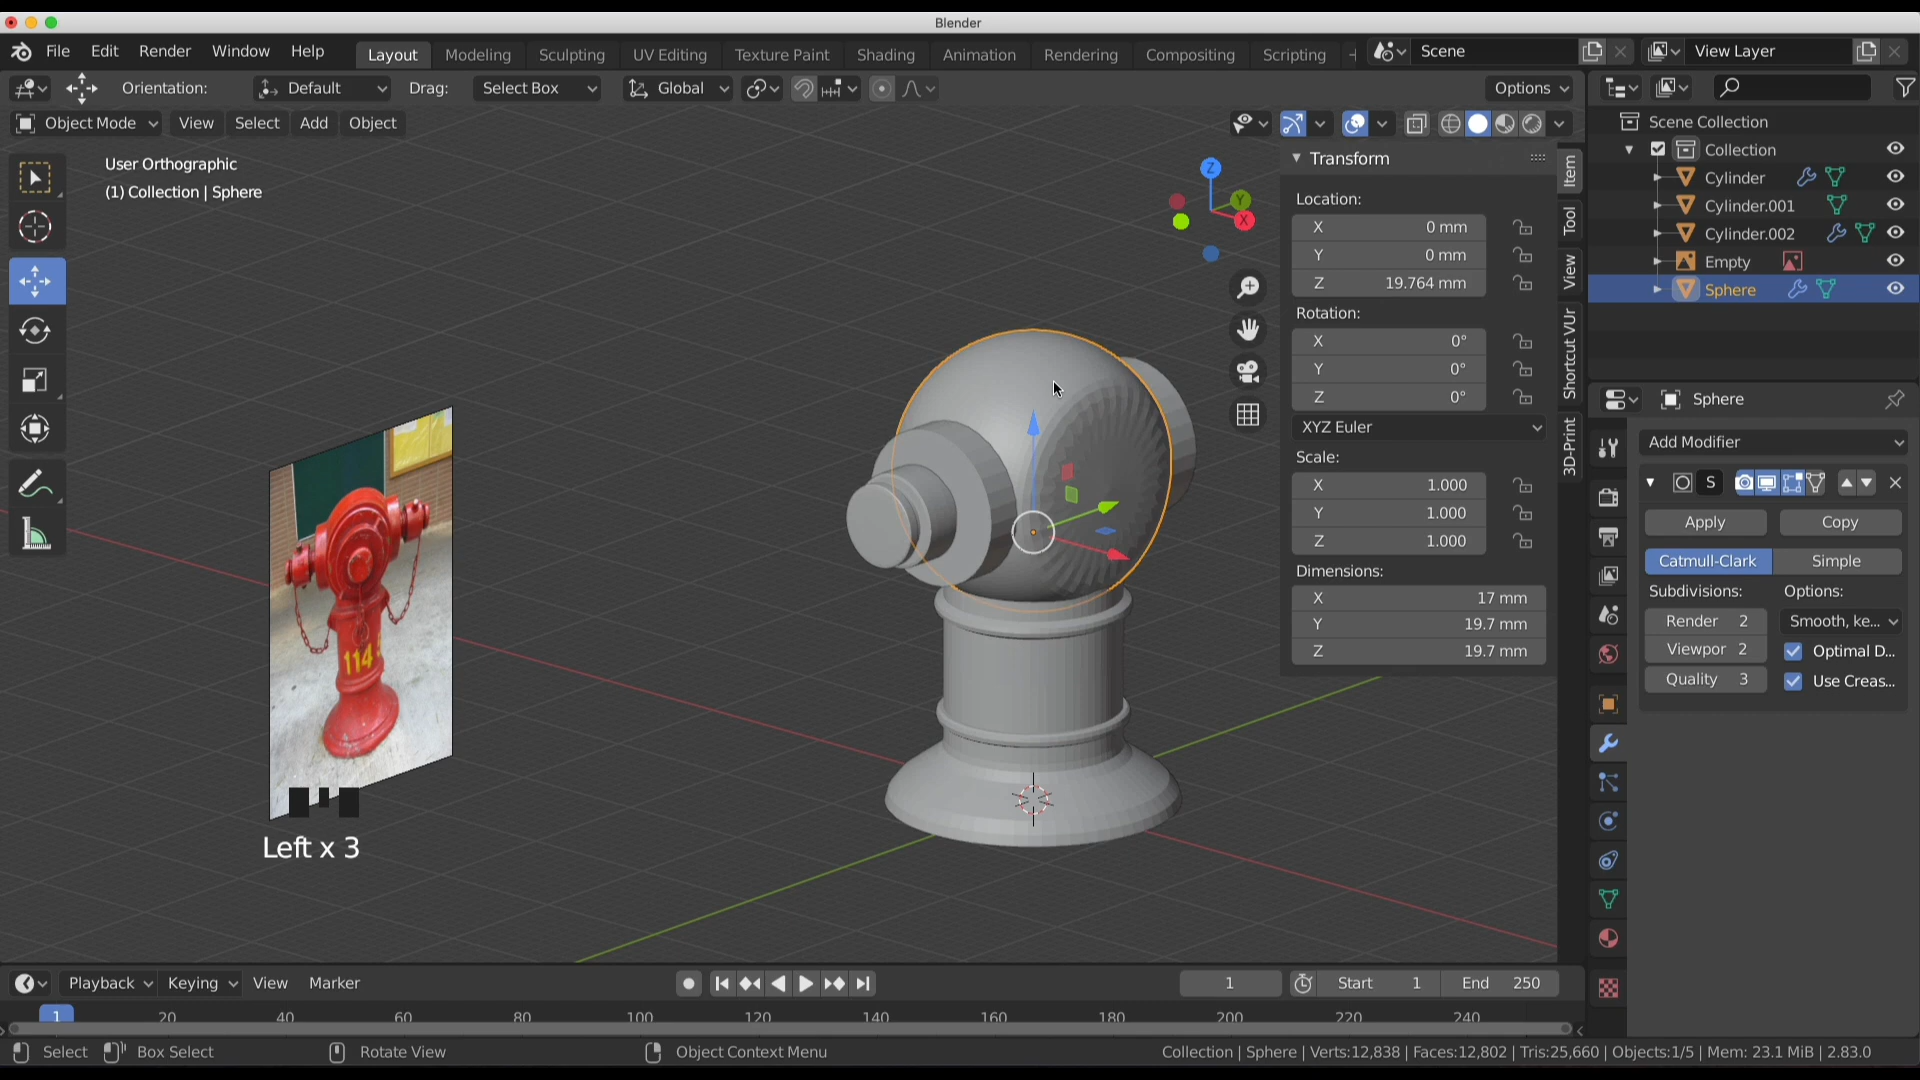 Blender
File Edit Render Window Help Layout Modeling Sculpting UV Editing Texture Paint Shading Animation Rendering Compositing Scripting Scene View Layer
Orientation: Default Drag: Select Box Global Options
Object Mode View Select Add Object
User Orthographic
(1) Collection | Sphere
Z
Y
X
Transform
Location:
X 0 mm
Y 0 mm
Z 19.764 mm
Rotation:
X 0°
Y 0°
Z 0°
XYZ Euler
Scale:
X 1.000
Y 1.000
Z 1.000
Dimensions:
X 17 mm
Y 19.7 mm
Z 19.7 mm
Item
Tool
View
Shortcut VUr
3D-Print
Scene Collection
Collection
Cylinder
Cylinder.001
Cylinder.002
Empty
Sphere
Sphere
Add Modifier
S
Apply Copy
Catmull-Clark Simple
Subdivisions: Options:
Render 2 Smooth, ke...
Viewpor 2 Optimal D...
Quality 3 Use Creas...
114
Left x 3
Playback Keying View Marker 1 Start 1 End 250
1 20 40 60 80 100 120 140 160 180 200 220 240
Select Box Select Rotate View Object Context Menu Collection | Sphere | Verts:12,838 | Faces:12,802 | Tris:25,660 | Objects:1/5 | Mem: 23.1 MiB | 2.83.0